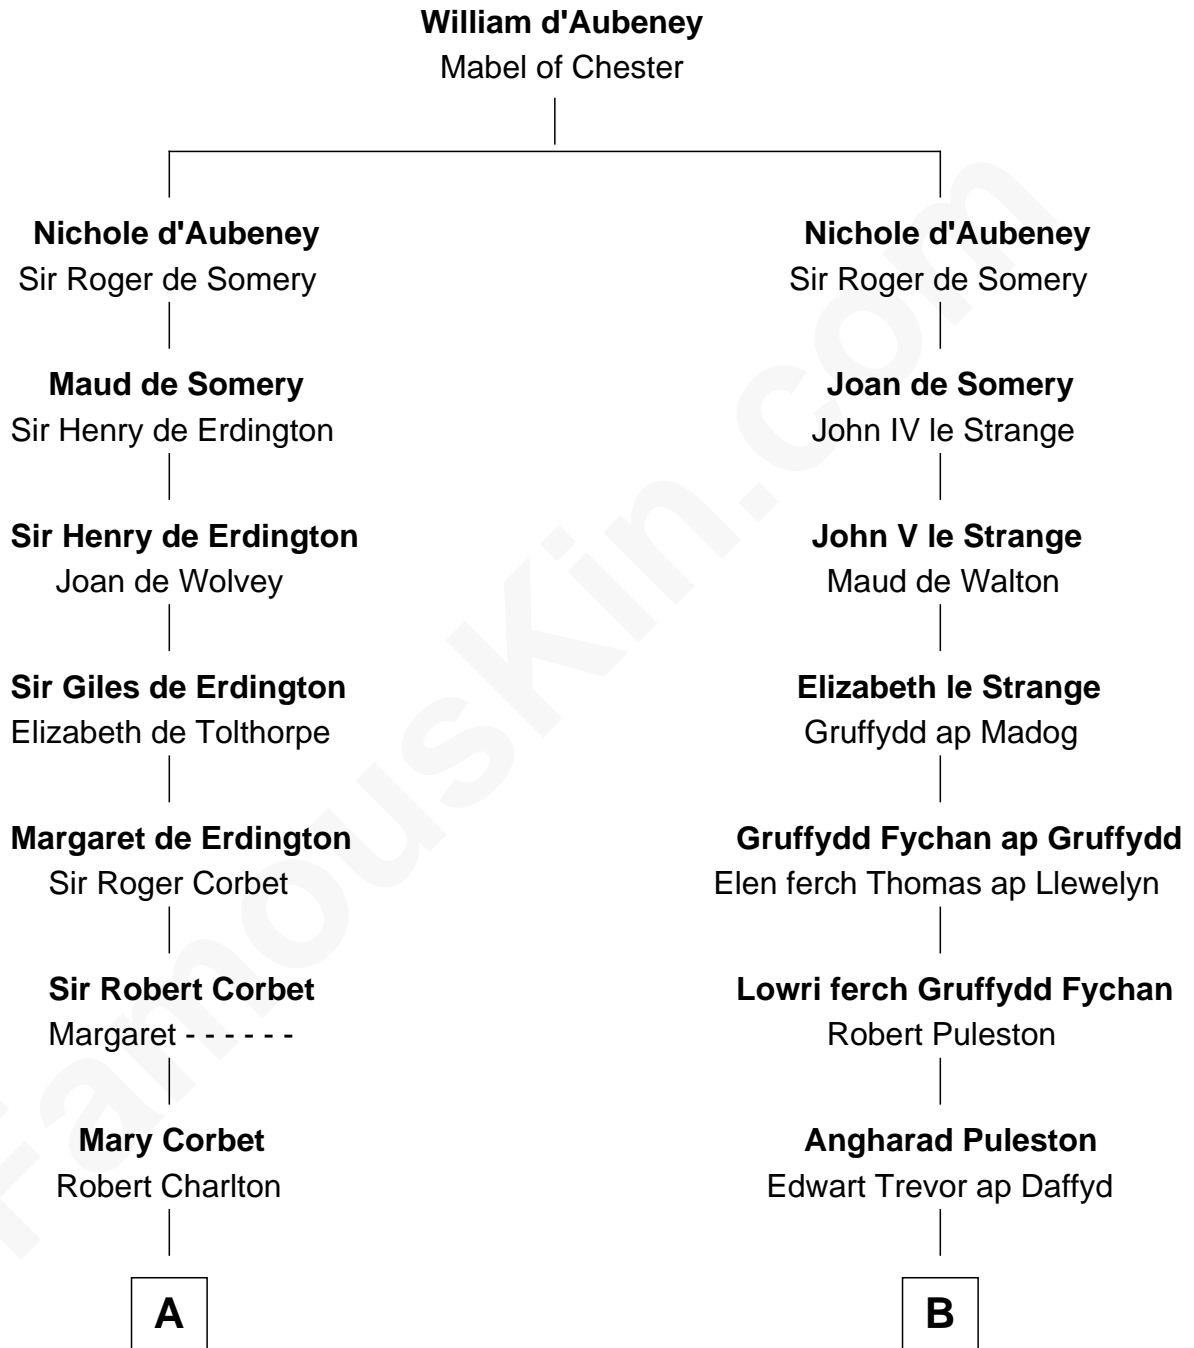 William d'Aubeney
Mabel of Chester
Nichole d'Aubeney
Sir Roger de Somery
Maud de Somery
Sir Henry de Erdington
Sir Henry de Erdington
Joan de Wolvey
Sir Giles de Erdington
Elizabeth de Tolthorpe
Margaret de Erdington
Sir Roger Corbet
Sir Robert Corbet
Margaret - - - - - -
Mary Corbet
Robert Charlton
A
Nichole d'Aubeney
Sir Roger de Somery
Joan de Somery
John IV le Strange
John V le Strange
Maud de Walton
Elizabeth le Strange
Gruffydd ap Madog
Gruffydd Fychan ap Gruffydd
Elen ferch Thomas ap Llewelyn
Lowri ferch Gruffydd Fychan
Robert Puleston
Angharad Puleston
Edwart Trevor ap Daffyd
B
FamousKin.com